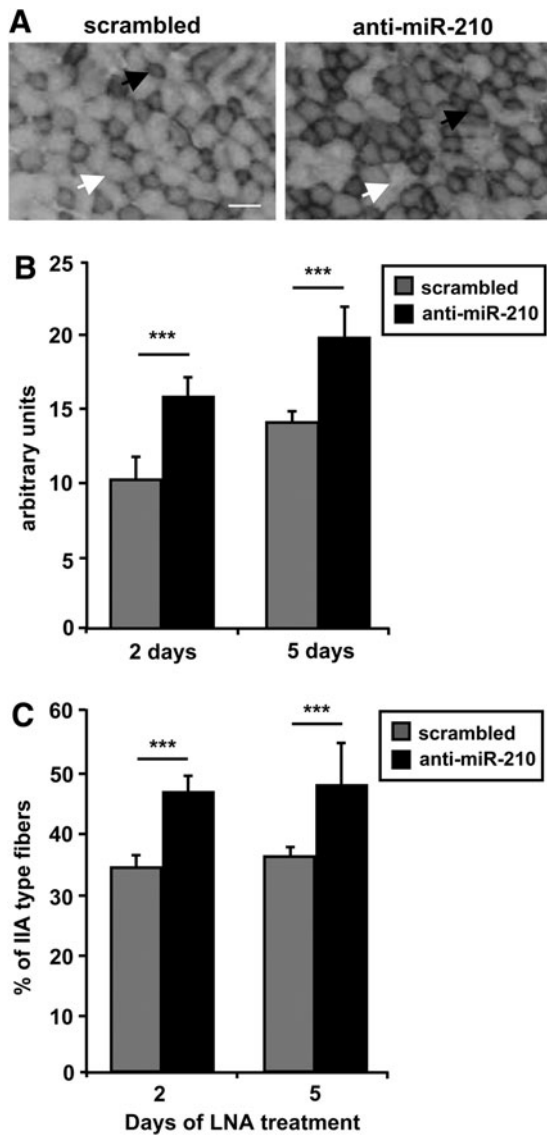 A
scrambled
anti-miR-210
B
25
20
15
10
5
0
arbitrary units
***
***
scrambled
anti-miR-210
2 days
5 days
C
60
50
40
30
20
10
0
% of IIA type fibers
***
***
scrambled
anti-miR-210
2
5
Days of LNA treatment